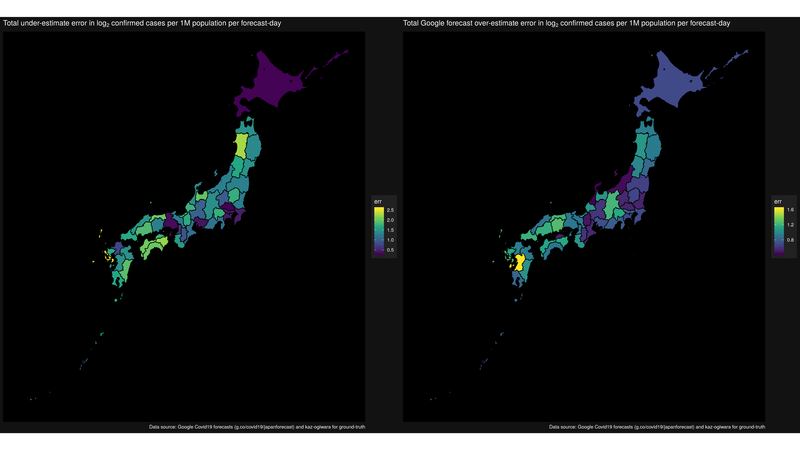 Total under-estimate error in log₂ confirmed cases per 1M population per forecast-day
err
2.5
2.0
1.5
1.0
0.5
Data source: Google Covid19 forecasts (g.co/covid19/japanforecast) and kaz-ogiwara for ground-truth
Total Google forecast over-estimate error in log₂ confirmed cases per 1M population per forecast-day
err
1.6
1.2
0.8
Data source: Google Covid19 forecasts (g.co/covid19/japanforecast) and kaz-ogiwara for ground-truth